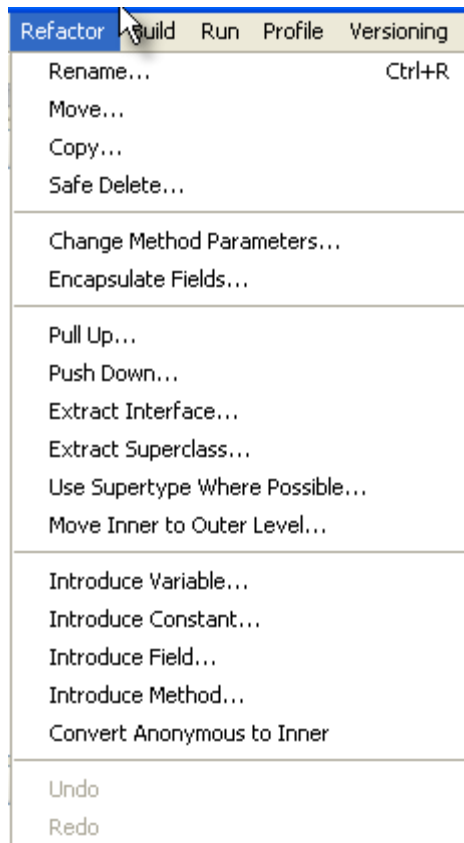 Refactor Build Run Profile Versioning
Rename... Ctrl+R
Move...
Copy...
Safe Delete...
Change Method Parameters...
Encapsulate Fields...
Pull Up...
Push Down...
Extract Interface...
Extract Superclass...
Use Supertype Where Possible...
Move Inner to Outer Level...
Introduce Variable...
Introduce Constant...
Introduce Field...
Introduce Method...
Convert Anonymous to Inner
Undo
Redo